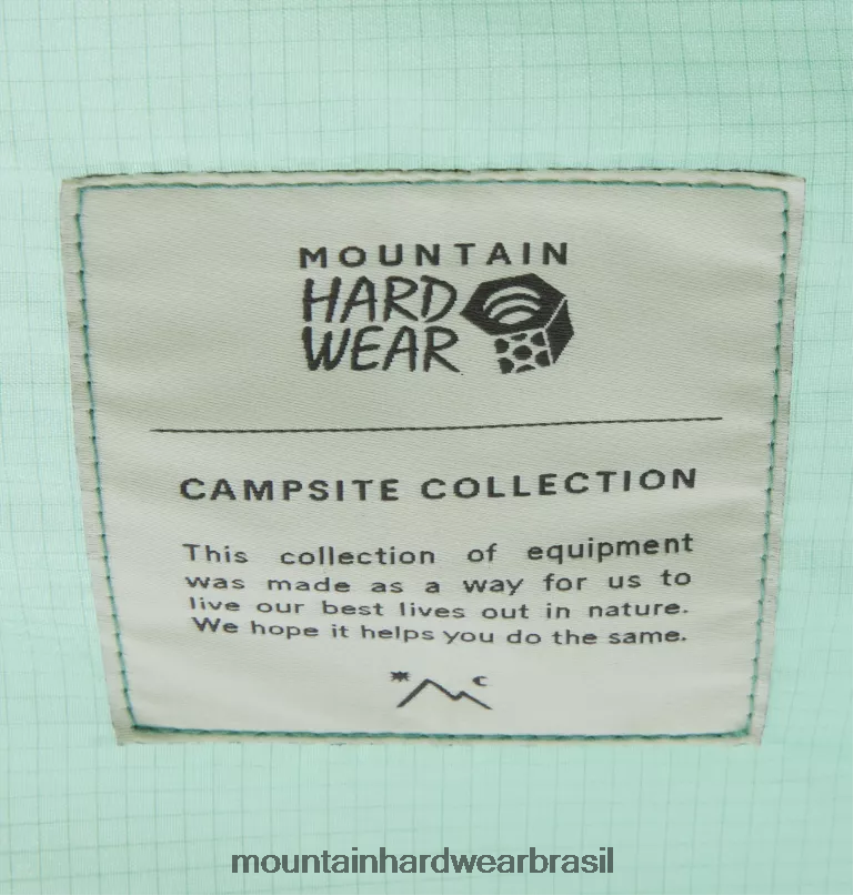 MOUNTAIN
HARD
WEAR
CAMPSITE COLLECTION
This collection of equipment
was made as a way for us to
live our best lives out in nature.
We hope it helps you do the same.
mountainhardwearbrasil